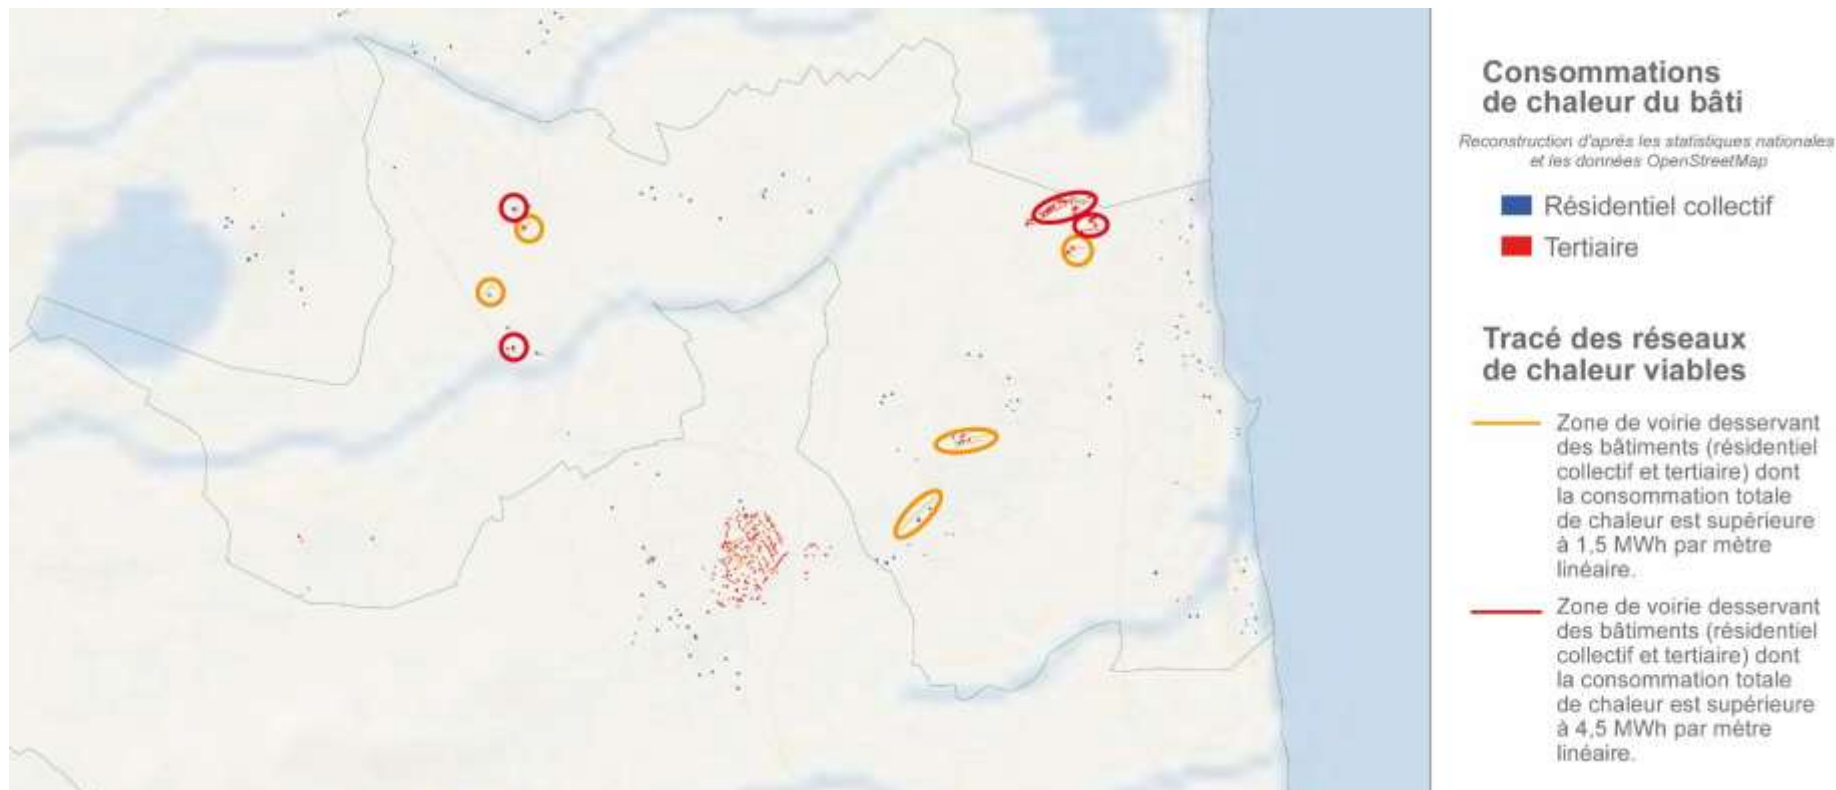 Consommations
de chaleur du bâti
Reconstruction d'après les statistiques nationales
et les données OpenStreetMap
Résidentiel collectif
Tertiaire
Tracé des réseaux
de chaleur viables
Zone de voirie desservant
des bâtiments (résidentiel
collectif et tertiaire) dont
la consommation totale
de chaleur est supérieure
à 1,5 MWh par mètre
linéaire.
Zone de voirie desservant
des bâtiments (résidentiel
collectif et tertiaire) dont
la consommation totale
de chaleur est supérieure
à 4,5 MWh par mètre
linéaire.